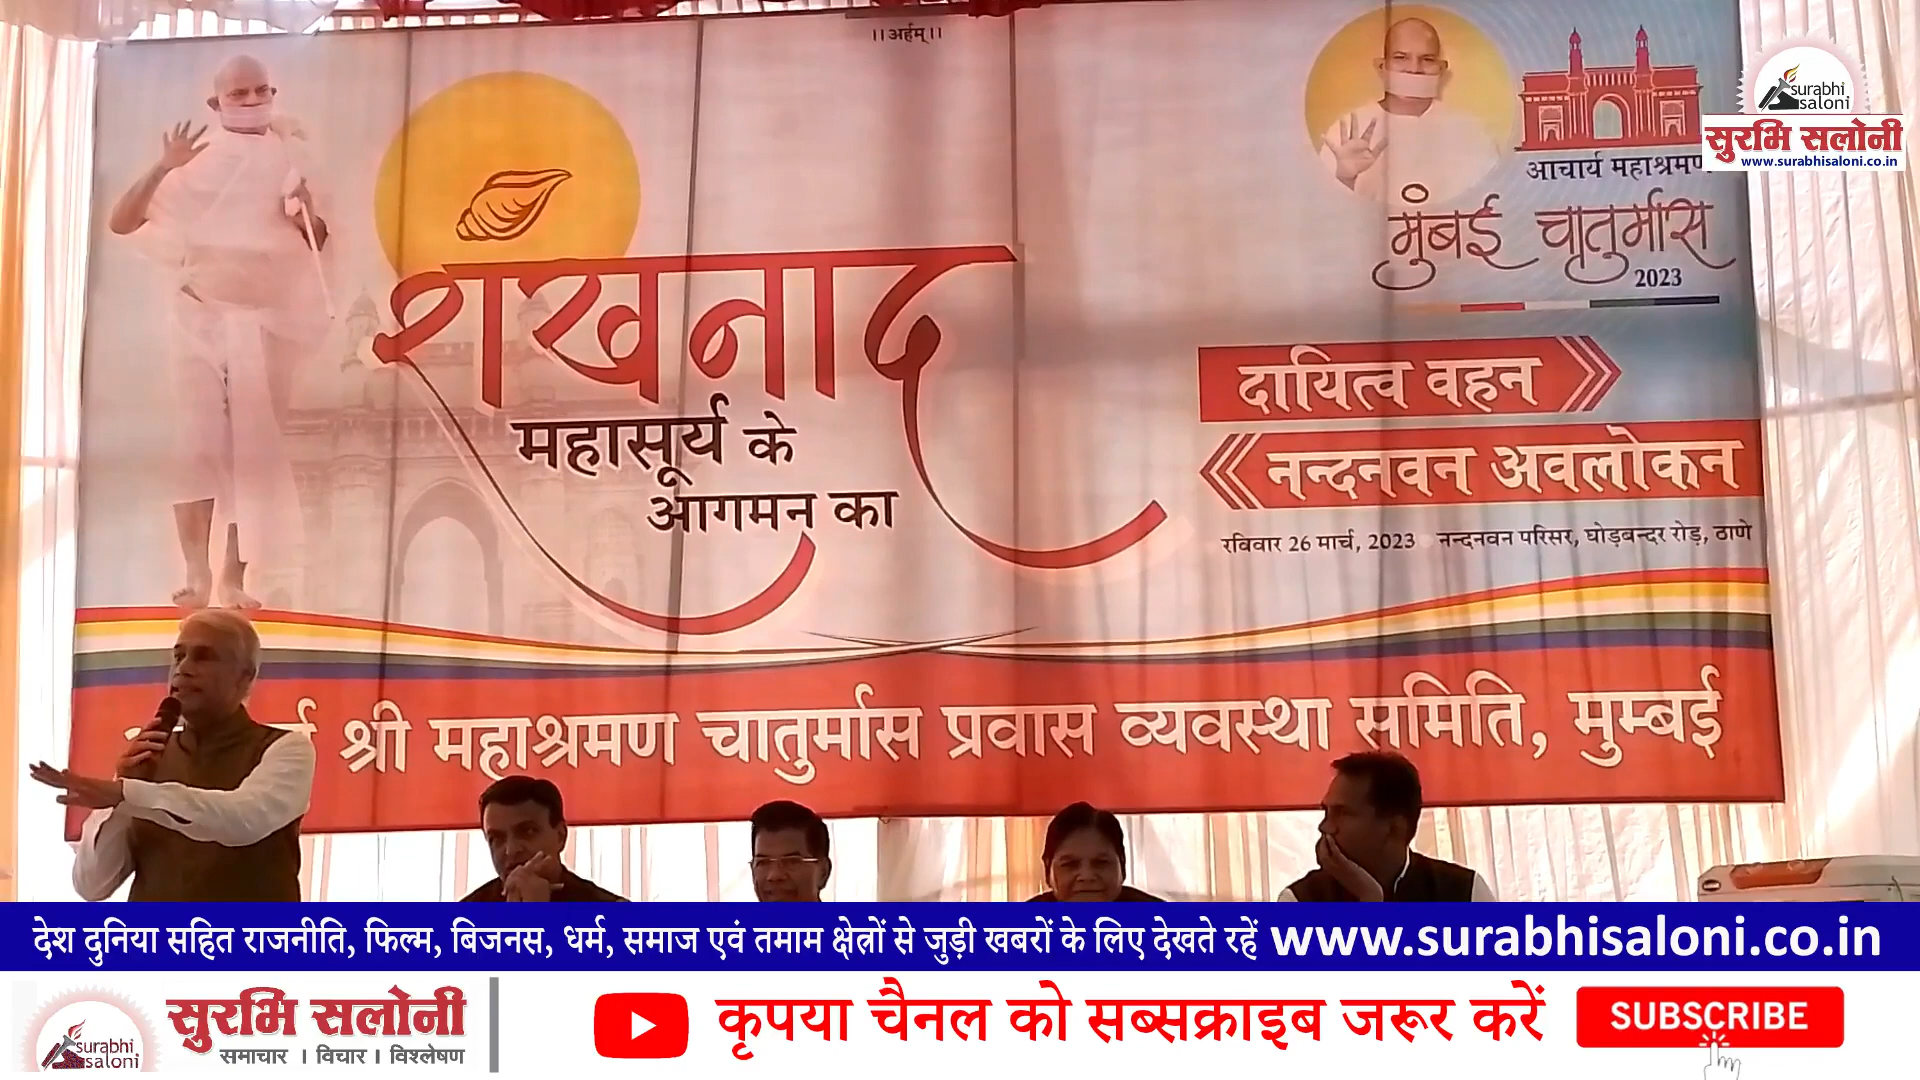 ।। अर्हम् ।।
surabhi
saloni
सुरभि सलोनी
www.surabhisaloni.co.in
आचार्य महाश्रमण
मुंबई चातुर्मास
2023
शंखनाद
महासूर्य के
आगमन का
दायित्व वहन
नन्दनवन अवलोकन
रविवार 26 मार्च, 2023 नन्दनवन परिसर, घोड़बन्दर रोड़, ठाणे
श्री महाश्रमण चातुर्मास प्रवास व्यवस्था समिति, मुम्बई
देश दुनिया सहित राजनीति, फिल्म, बिजनस, धर्म, समाज एवं तमाम क्षेत्रों से जुड़ी खबरों के लिए देखते रहें www.surabhisaloni.co.in
surabhi
saloni
सुरभि सलोनी
समाचार । विचार । विश्लेषण
कृपया चैनल को सब्सक्राइब जरूर करें
SUBSCRIBE